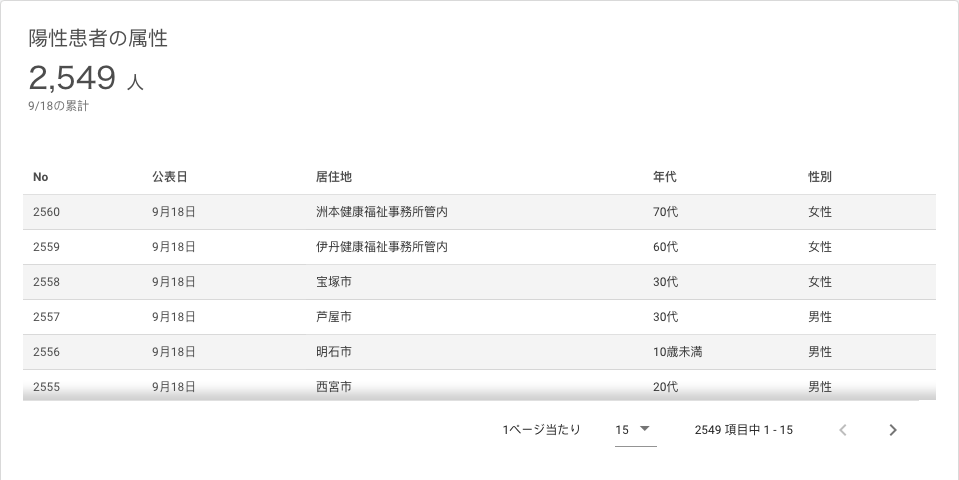 陽性患者の属性
2,549 人
9/18の累計
No 公表日 居住地 年代 性別
2560 9月18日 洲本健康福祉事務所管内 70代 女性
2559 9月18日 伊丹健康福祉事務所管内 60代 女性
2558 9月18日 宝塚市 30代 女性
2557 9月18日 芦屋市 30代 男性
2556 9月18日 明石市 10歳未満 男性
2555 9月18日 西宮市 20代 男性
1ページ当たり 15 2549 項目中 1 - 15